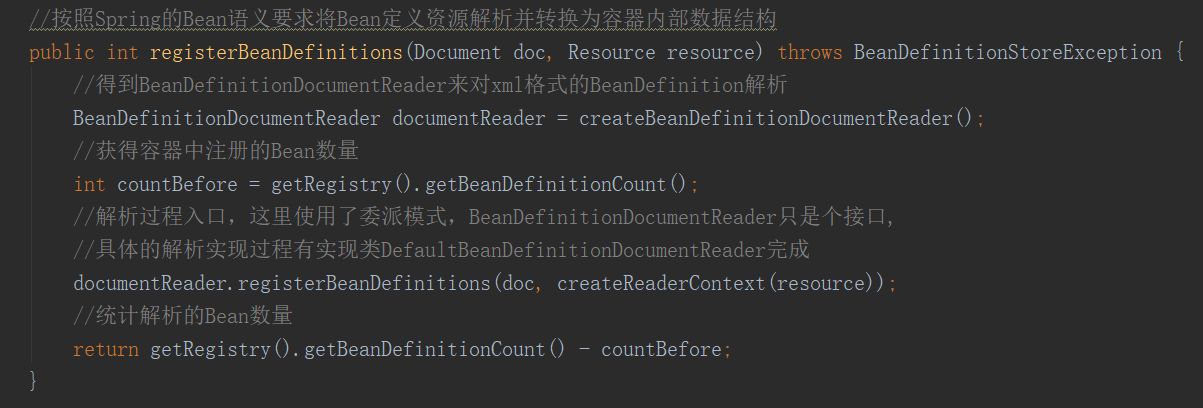 //按照Spring的Bean语义要求将Bean定义资源解析并转换为容器内部数据结构
public int registerBeanDefinitions(Document doc, Resource resource) throws BeanDefinitionStoreException {
//得到BeanDefinitionDocumentReader来对xml格式的BeanDefinition解析
BeanDefinitionDocumentReader documentReader = createBeanDefinitionDocumentReader();
//获得容器中注册的Bean数量
int countBefore = getRegistry().getBeanDefinitionCount();
//解析过程入口，这里使用了委派模式，BeanDefinitionDocumentReader只是个接口,
//具体的解析实现过程有实现类DefaultBeanDefinitionDocumentReader完成
documentReader.registerBeanDefinitions(doc, createReaderContext(resource));
//统计解析的Bean数量
return getRegistry().getBeanDefinitionCount() - countBefore;
}